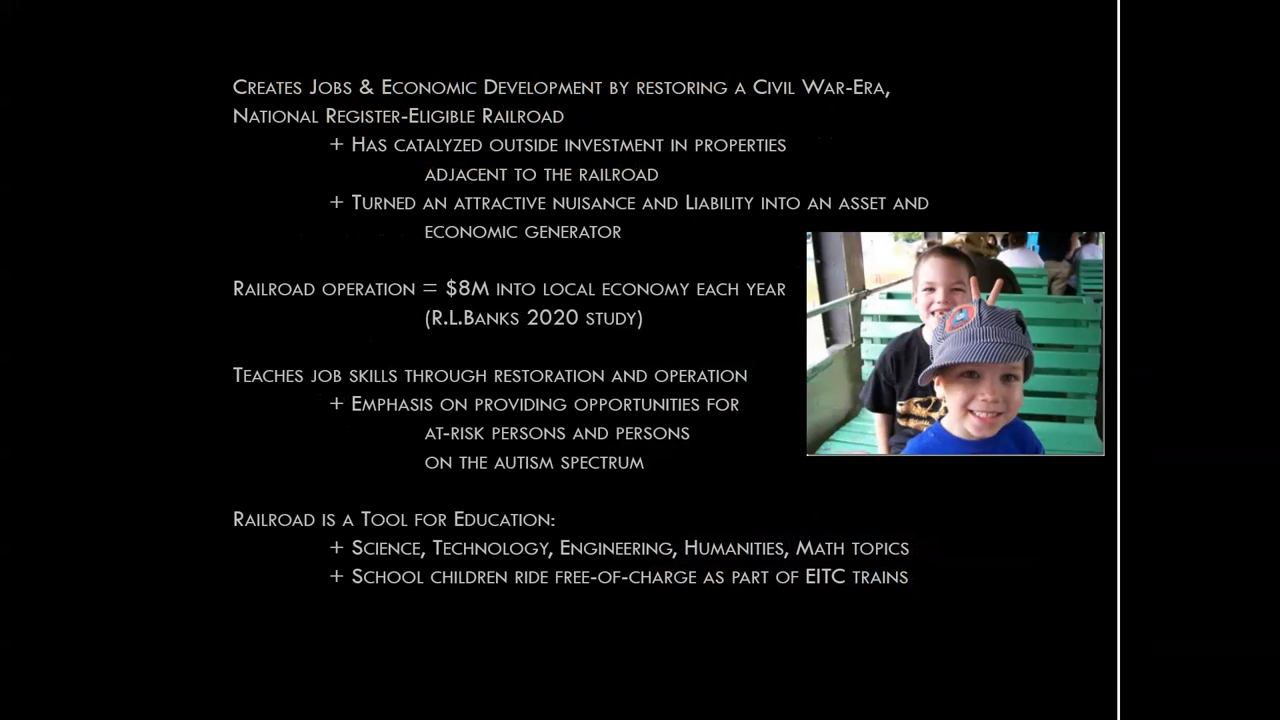 Creates Jobs & Economic Development by restoring a Civil War-Era,
National Register-Eligible Railroad
+ Has catalyzed outside investment in properties
adjacent to the railroad
+ Turned an attractive nuisance and Liability into an asset and
economic generator
Railroad operation = $8M into local economy each year
(R.L.Banks 2020 study)
Teaches job skills through restoration and operation
+ Emphasis on providing opportunities for
at-risk persons and persons
on the autism spectrum
Railroad is a Tool for Education:
+ Science, Technology, Engineering, Humanities, Math topics
+ School children ride free-of-charge as part of EITC trains